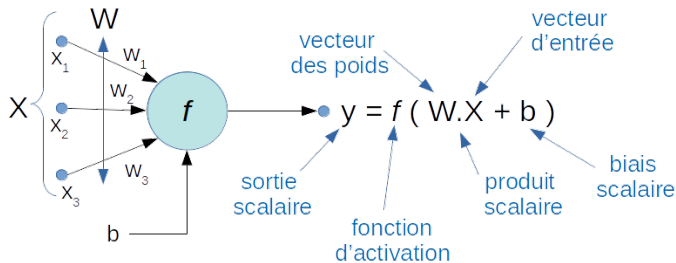 W
X
x1
x2
x3
W1
W2
W3
f
b
vecteur
des poids
vecteur
d'entrée
y = f ( W.X + b )
sortie
scalaire
fonction
d'activation
produit
scalaire
biais
scalaire